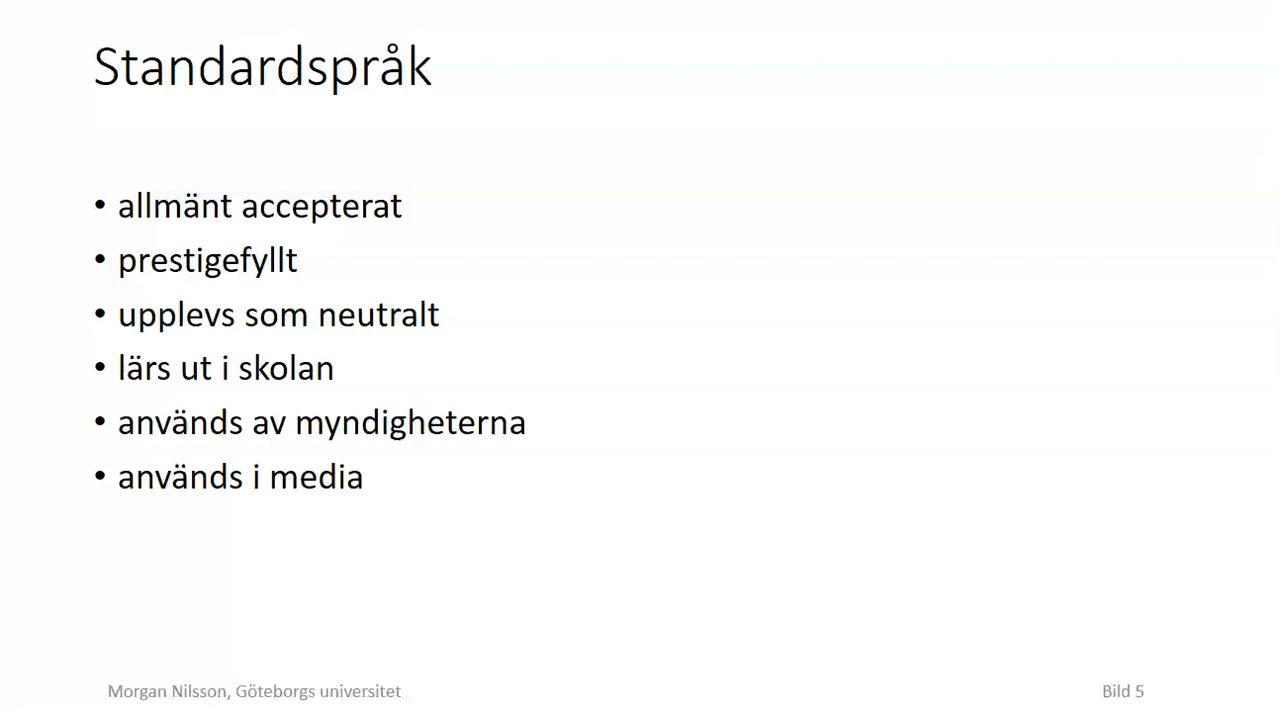 Standardspråk
• allmänt accepterat
• prestigefyllt
• upplevs som neutralt
• lärs ut i skolan
• används av myndigheterna
• används i media
Morgan Nilsson, Göteborgs universitet
Bild 5